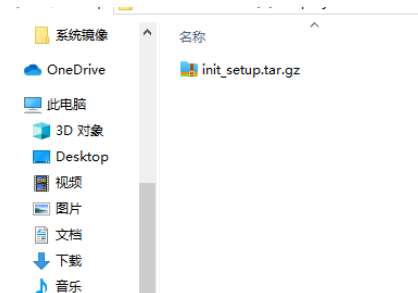 系统镜像
OneDrive
此电脑
3D 对象
Desktop
视频
图片
文档
下载
音乐
名称
init_setup.tar.gz